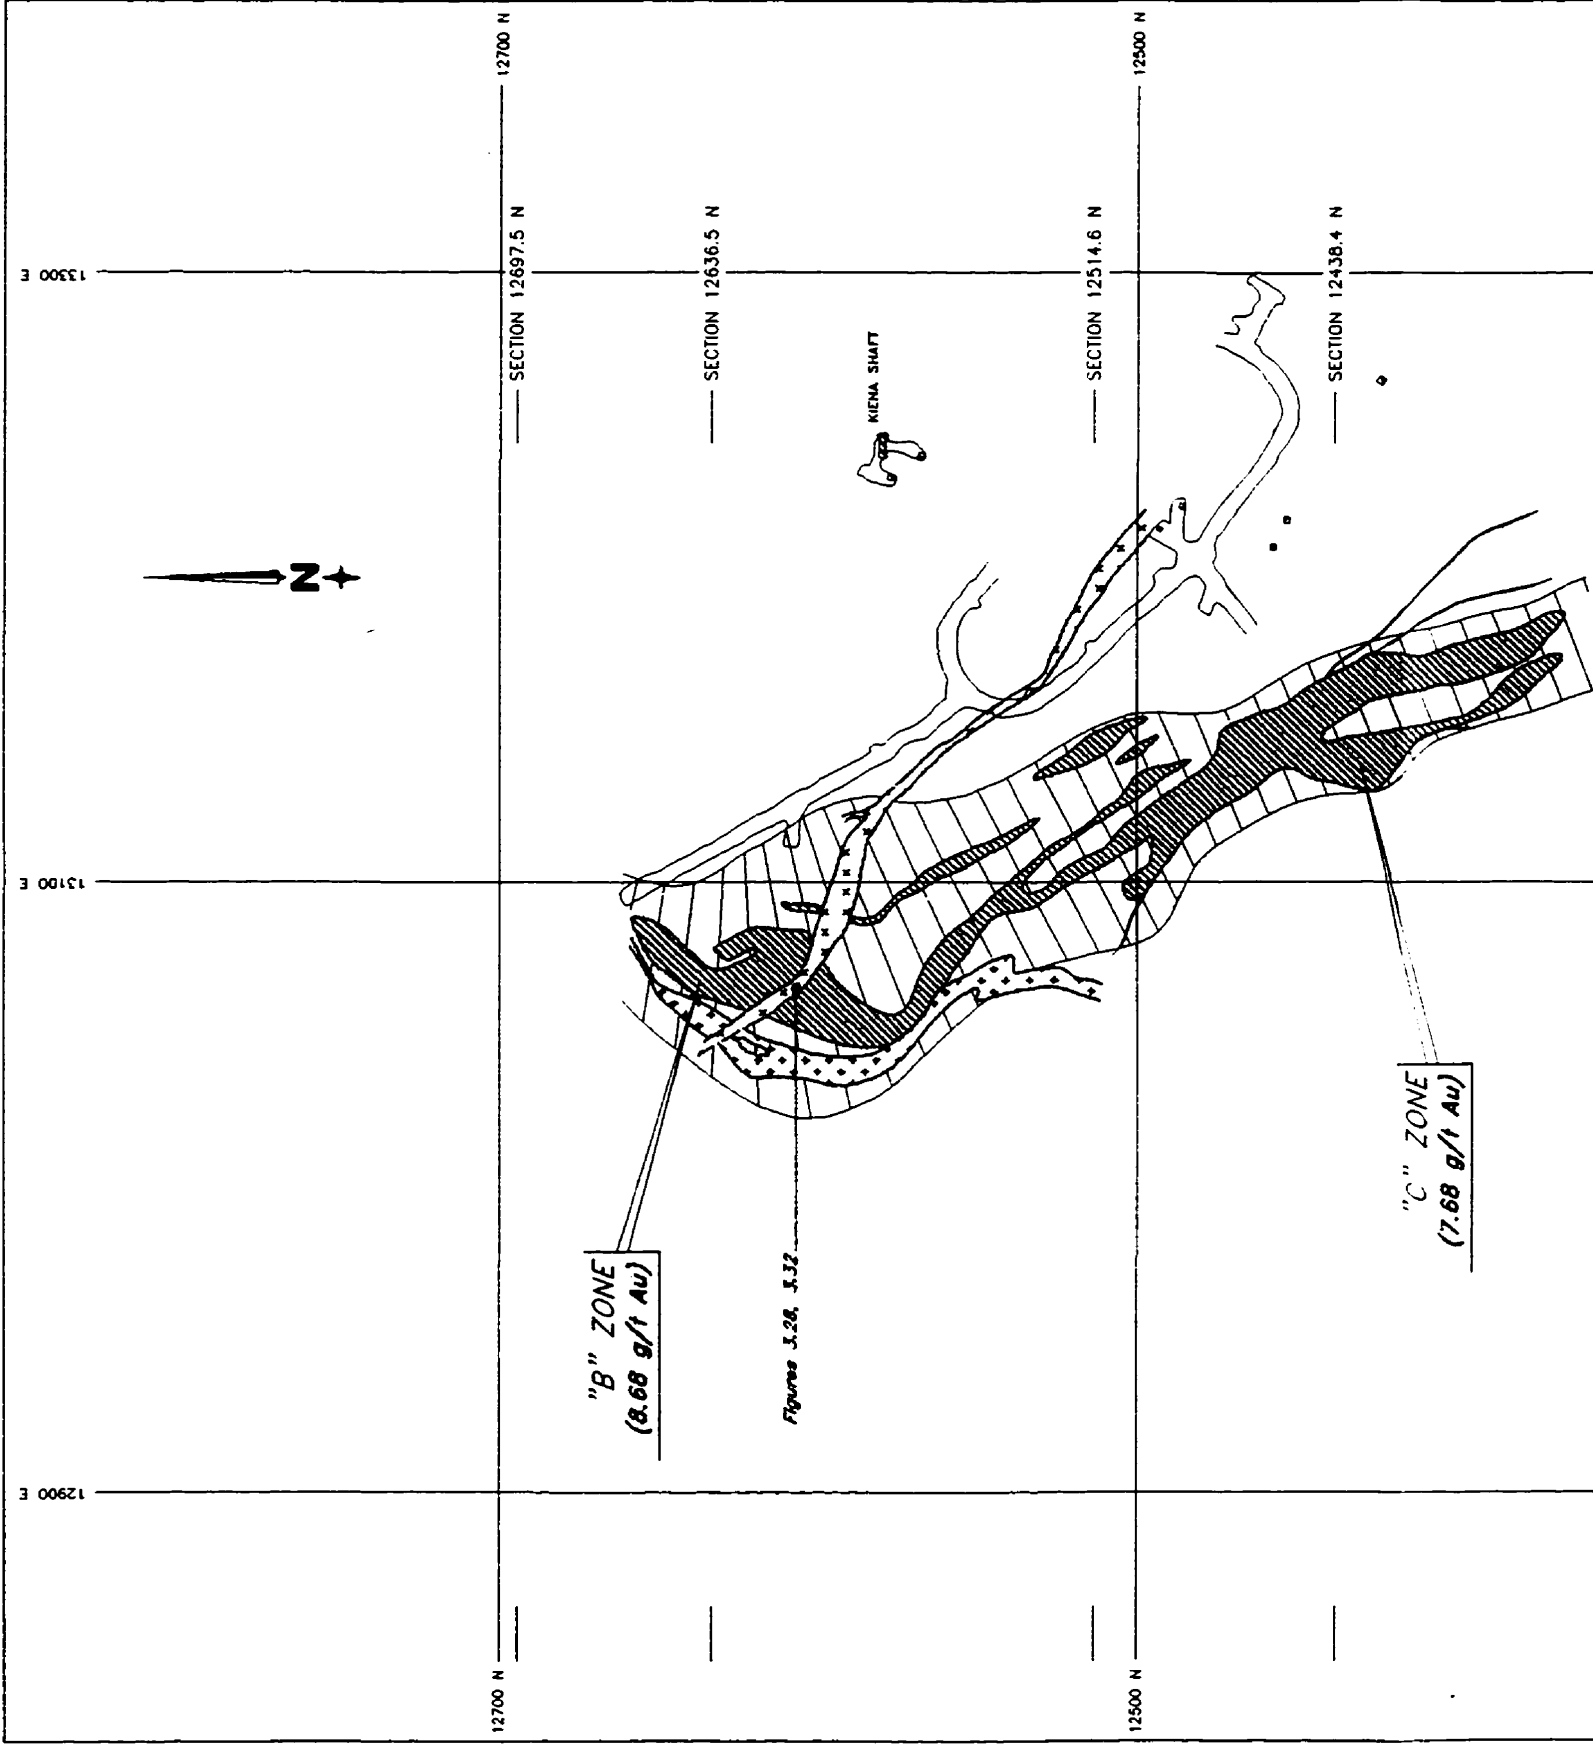 12700 N
12500 N
SECTION 12697.5 N
SECTION 12636.5 N
SECTION 12514.6 N
SECTION 12438.4 N
13300 E
KIENA SHAFT
N
13100 E
"B" ZONE
(8.68 g/t Au)
Figures 3.28, 3.32
"C" ZONE
(7.68 g/t Au)
12900 E
12700 N
12500 N